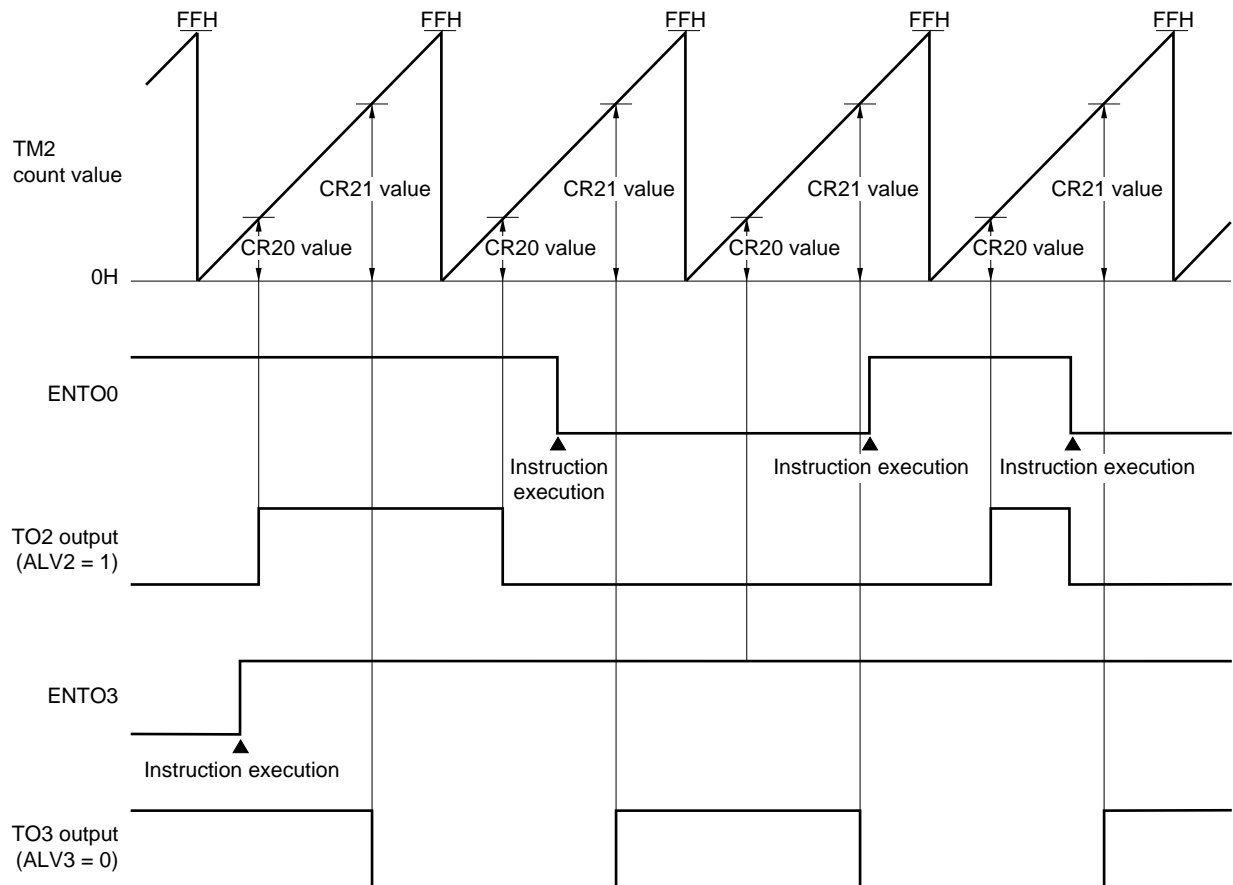 FFH FFH FFH FFH FFH
TM2
count value
CR21 value CR21 value CR21 value CR21 value
CR20 value CR20 value CR20 value CR20 value
0H
ENTO0
Instruction
execution
Instruction execution
Instruction execution
TO2 output
(ALV2 = 1)
ENTO3
Instruction execution
TO3 output
(ALV3 = 0)